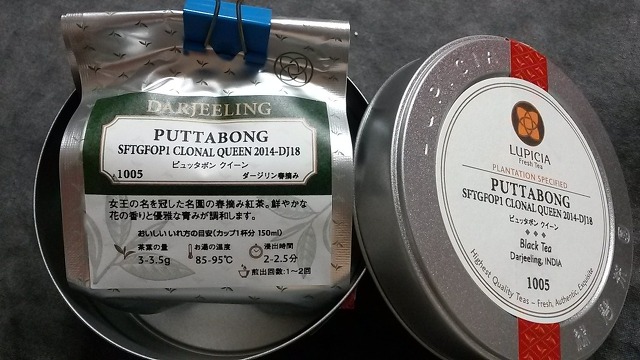 DARJEELING
PUTTABONG
SFTGFOP1 CLONAL QUEEN 2014-DJ18
ピュッタボン クイーン
1005 ダージリン春摘み
女王の名を冠した名園の春摘み紅茶。鮮やかな
花の香りと優雅な青みが調和します。
おいしいいれ方の目安(カップ1杯分 150ml)
茶葉の量 お湯の温度 浸出時間
3-3.5g 85-95℃ 2-2.5分
煎出回数:1〜2回
LUPICIA
LUPICIA
Fresh Tea
PLANTATION SPECIFIED
PUTTABONG
SFTGFOP1 CLONAL QUEEN 2014-DJ18
ピュッタボン クイーン
Black Tea
Darjeeling, INDIA
1005
Highest Quality Teas ~ Fresh, Authentic, Exquisite